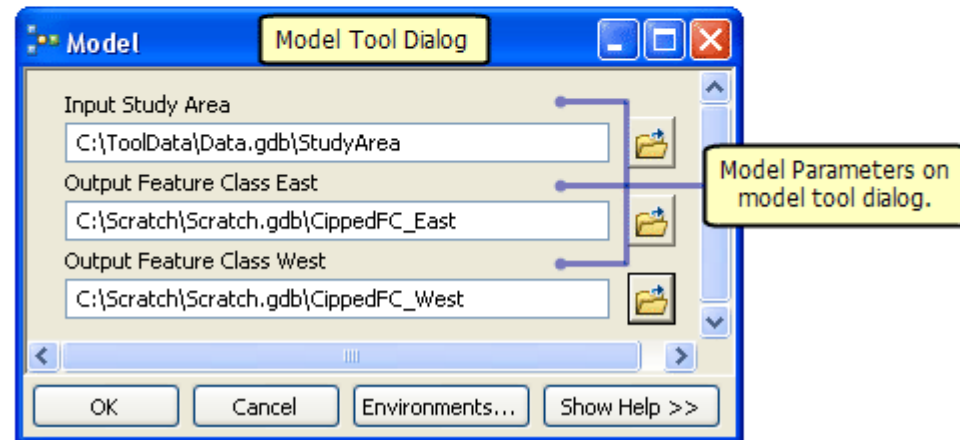 Model
Model Tool Dialog
Input Study Area
C:\ToolData\Data.gdb\StudyArea
Output Feature Class East
C:\Scratch\Scratch.gdb\CippedFC_East
Output Feature Class West
C:\Scratch\Scratch.gdb\CippedFC_West
Model Parameters on
model tool dialog.
OK
Cancel
Environments...
Show Help >>